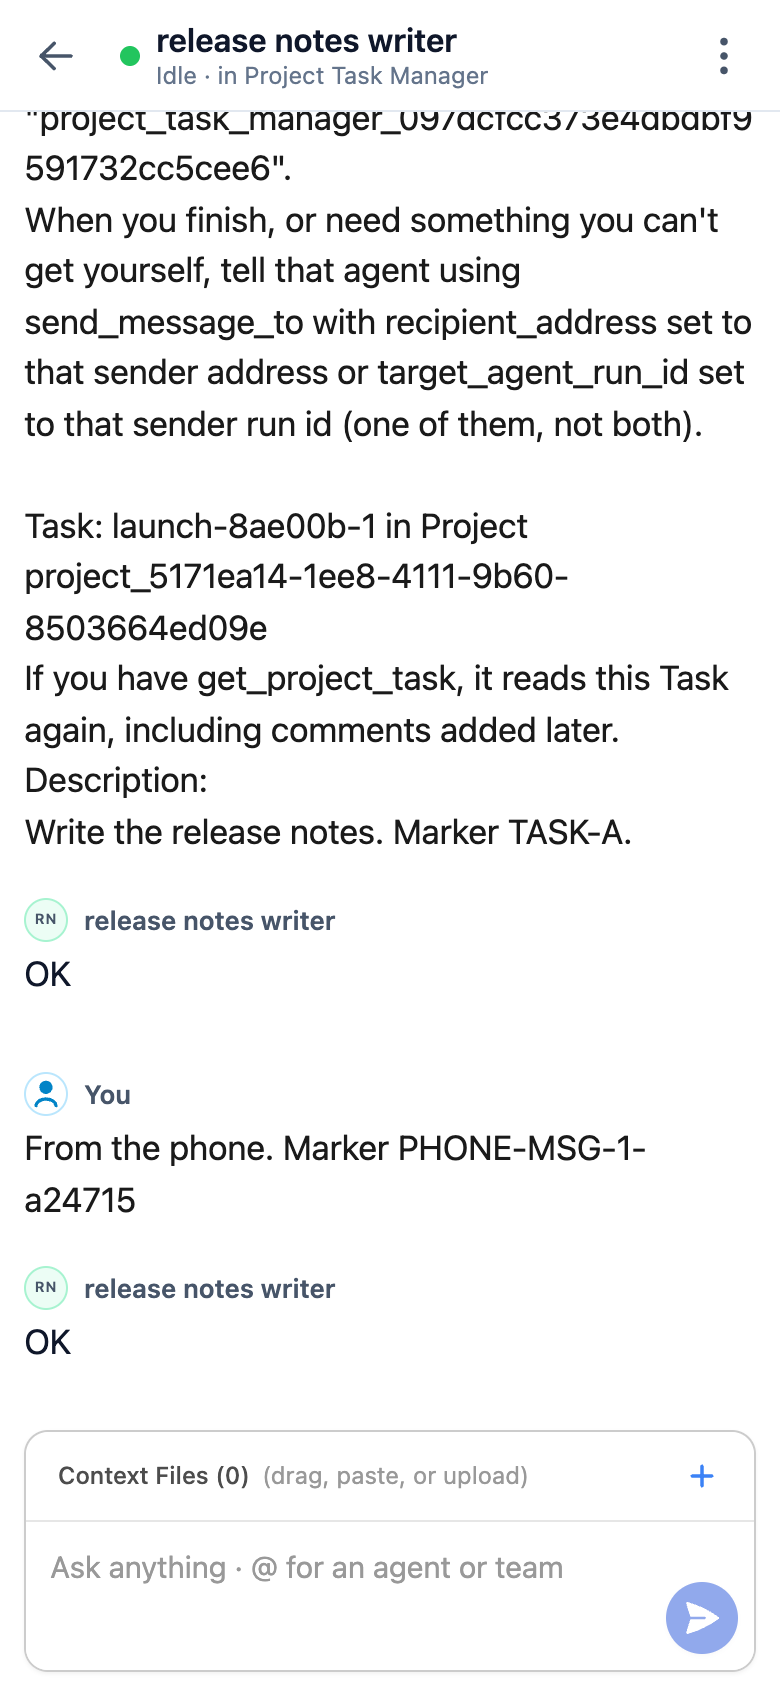 release notes writer
Idle · in Project Task Manager
"project_task_manager_097dcfcc373e4dbdbf9
591732cc5cee6".
When you finish, or need something you can't
get yourself, tell that agent using
send_message_to with recipient_address set to
that sender address or target_agent_run_id set
to that sender run id (one of them, not both).
Task: launch-8ae00b-1 in Project
project_5171ea14-1ee8-4111-9b60-
8503664ed09e
If you have get_project_task, it reads this Task
again, including comments added later.
Description:
Write the release notes. Marker TASK-A.
RN release notes writer
OK
You
From the phone. Marker PHONE-MSG-1-
a24715
RN release notes writer
OK
Context Files (0) (drag, paste, or upload)
Ask anything · @ for an agent or team